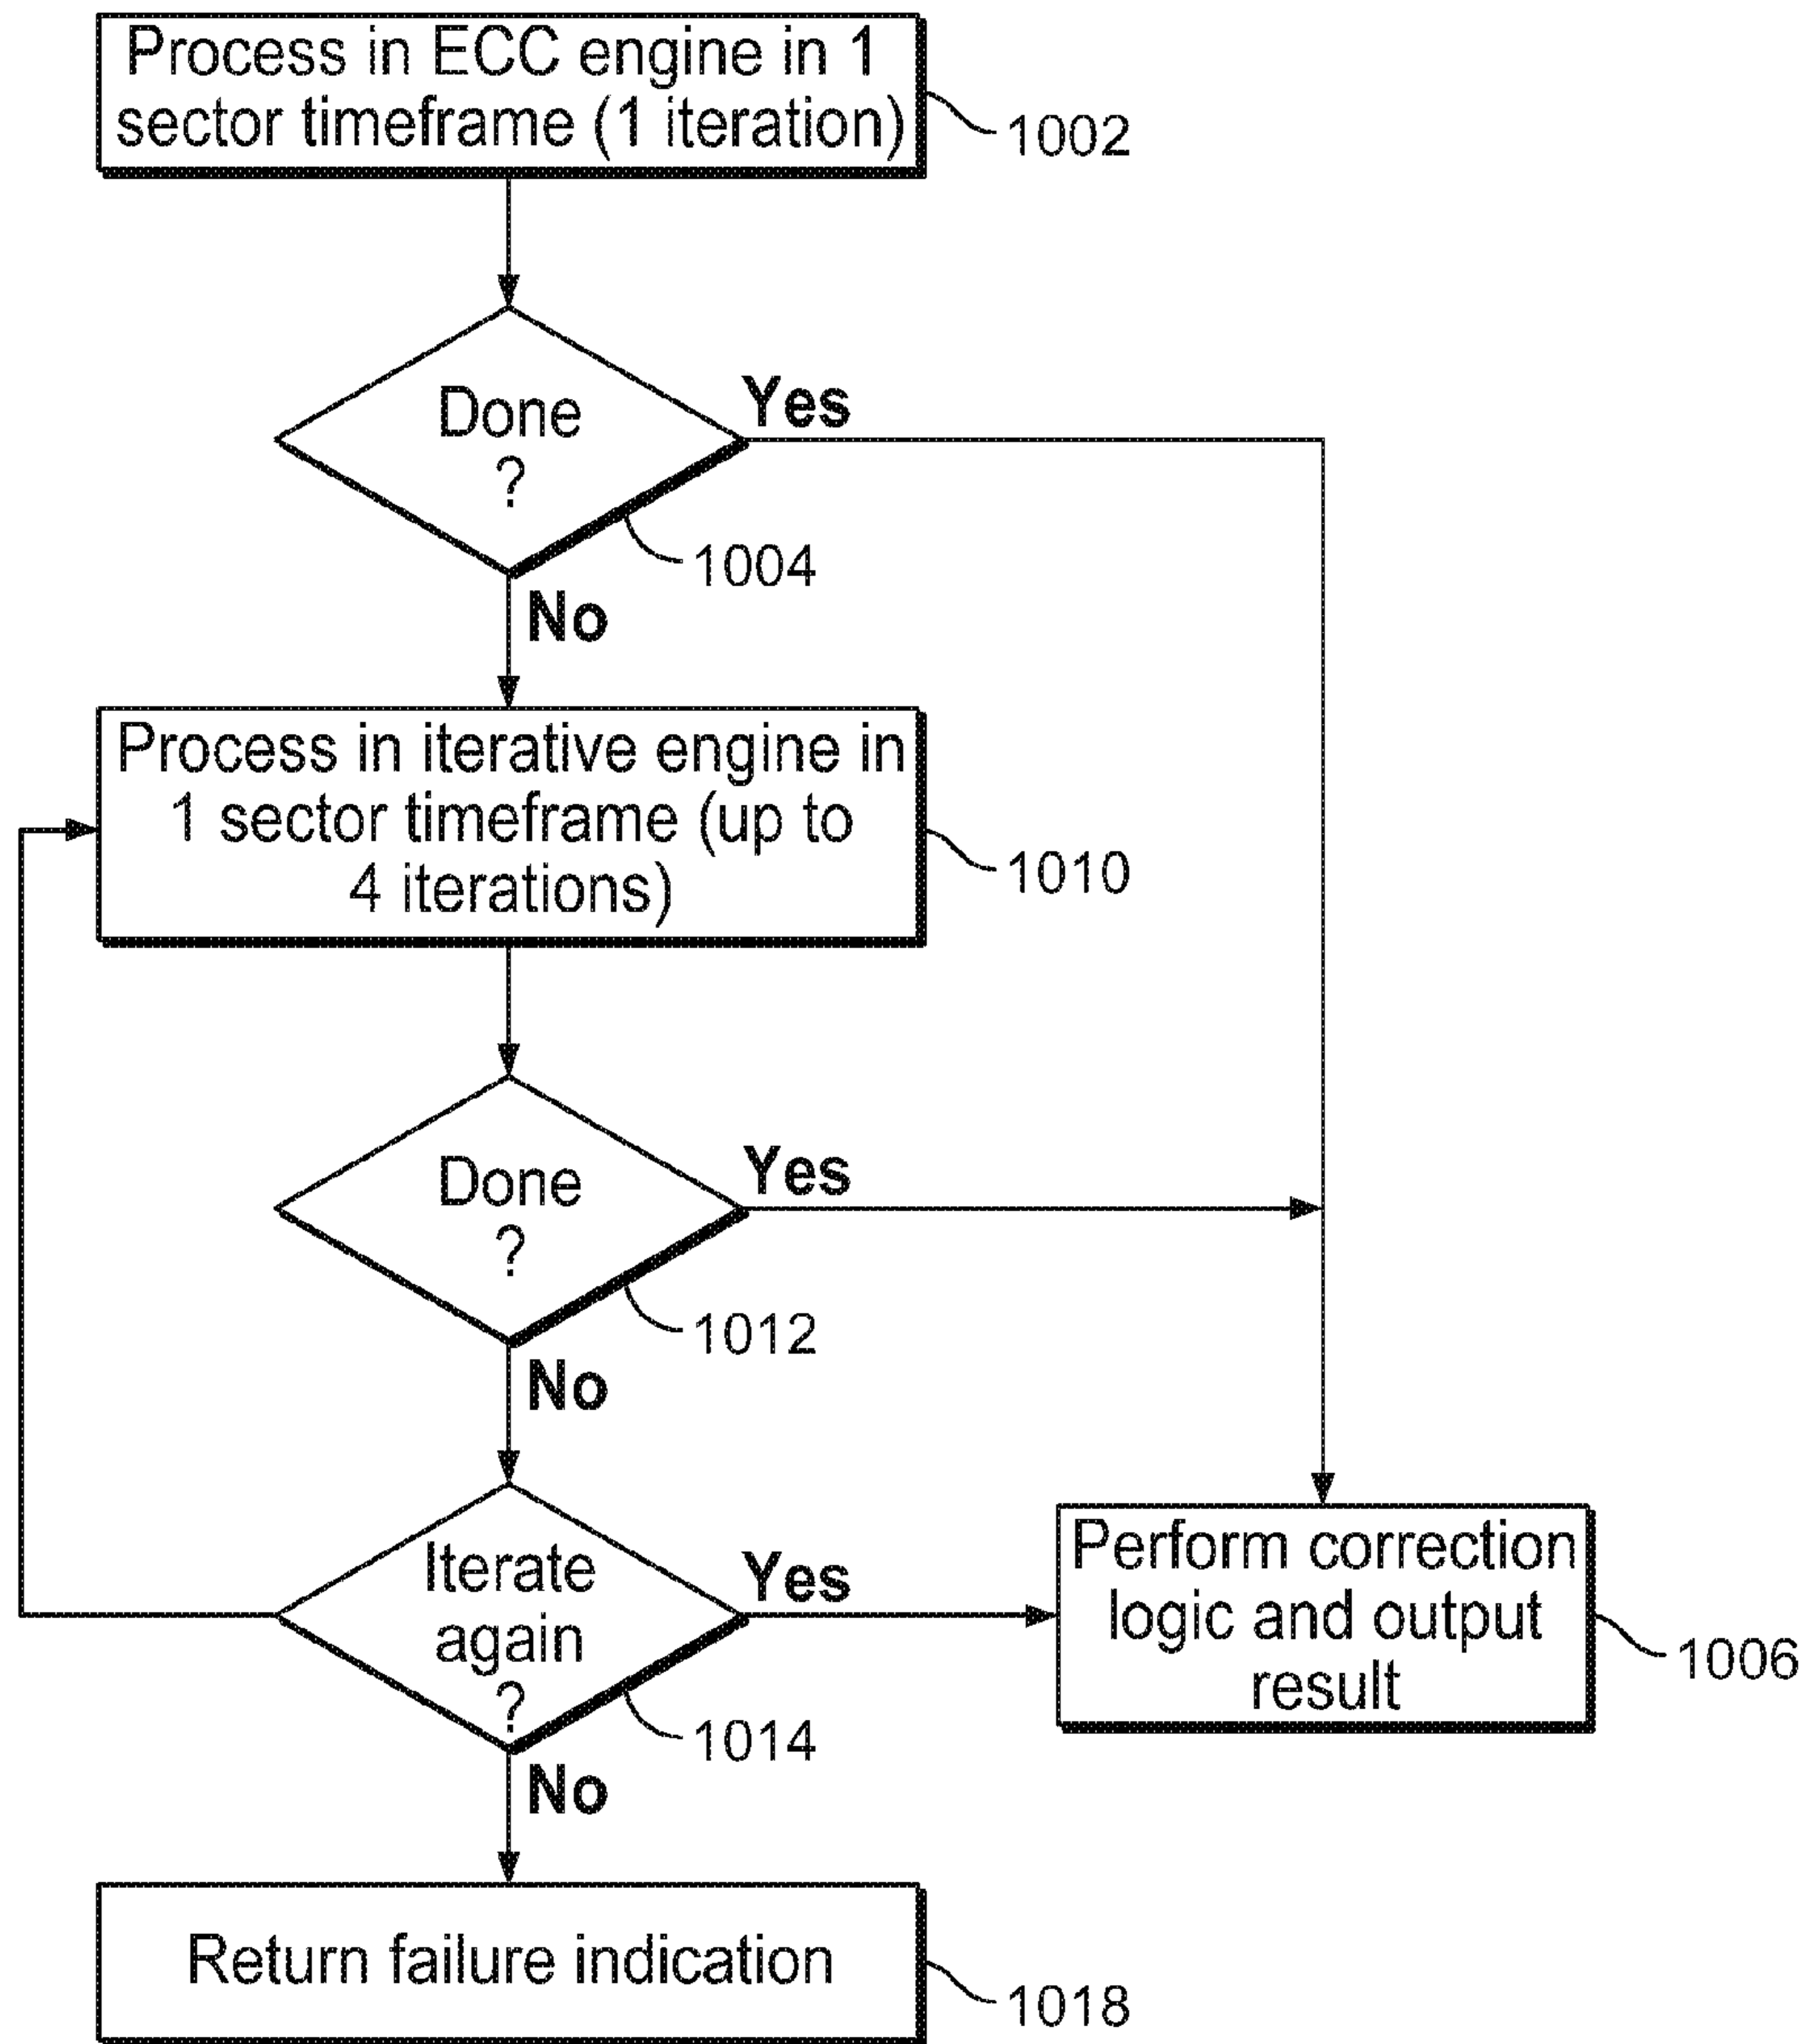 Process in ECC engine in 1
sector timeframe (1 iteration)
1002
Done
?
Yes
1004
No
Process in iterative engine in
1 sector timeframe (up to
4 iterations)
1010
Done
?
Yes
1012
No
Iterate
again
?
Yes
1014
No
Perform correction
logic and output
result
1006
Return failure indication
1018